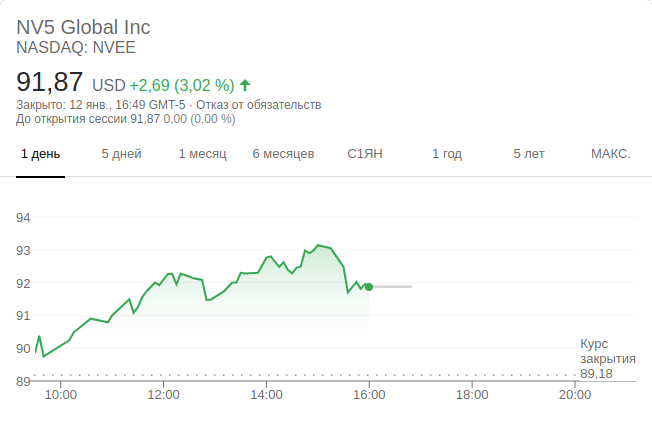 NV5 Global Inc
NASDAQ: NVEE
91,87 USD +2,69 (3,02 %)
Закрыто: 12 янв., 16:49 GMT-5 · Отказ от обязательств
До открытия сессии 91,87 0,00 (0,00 %)
1 день 5 дней 1 месяц 6 месяцев С1ЯН 1 год 5 лет МАКС.
94
93
92
91
90
Курс
закрытия
89,18
89
10:00 12:00 14:00 16:00 18:00 20:00